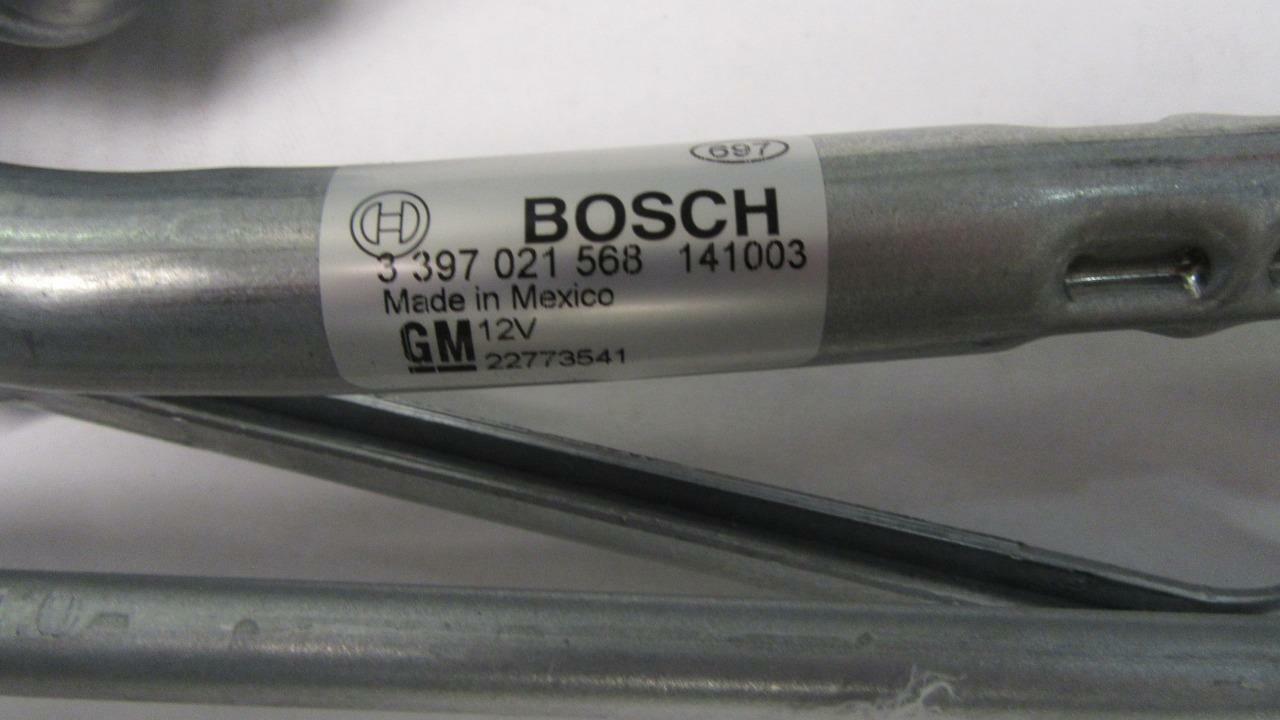 697
BOSCH
3 397 021 568 141003
Made in Mexico
GM 12V
22773541